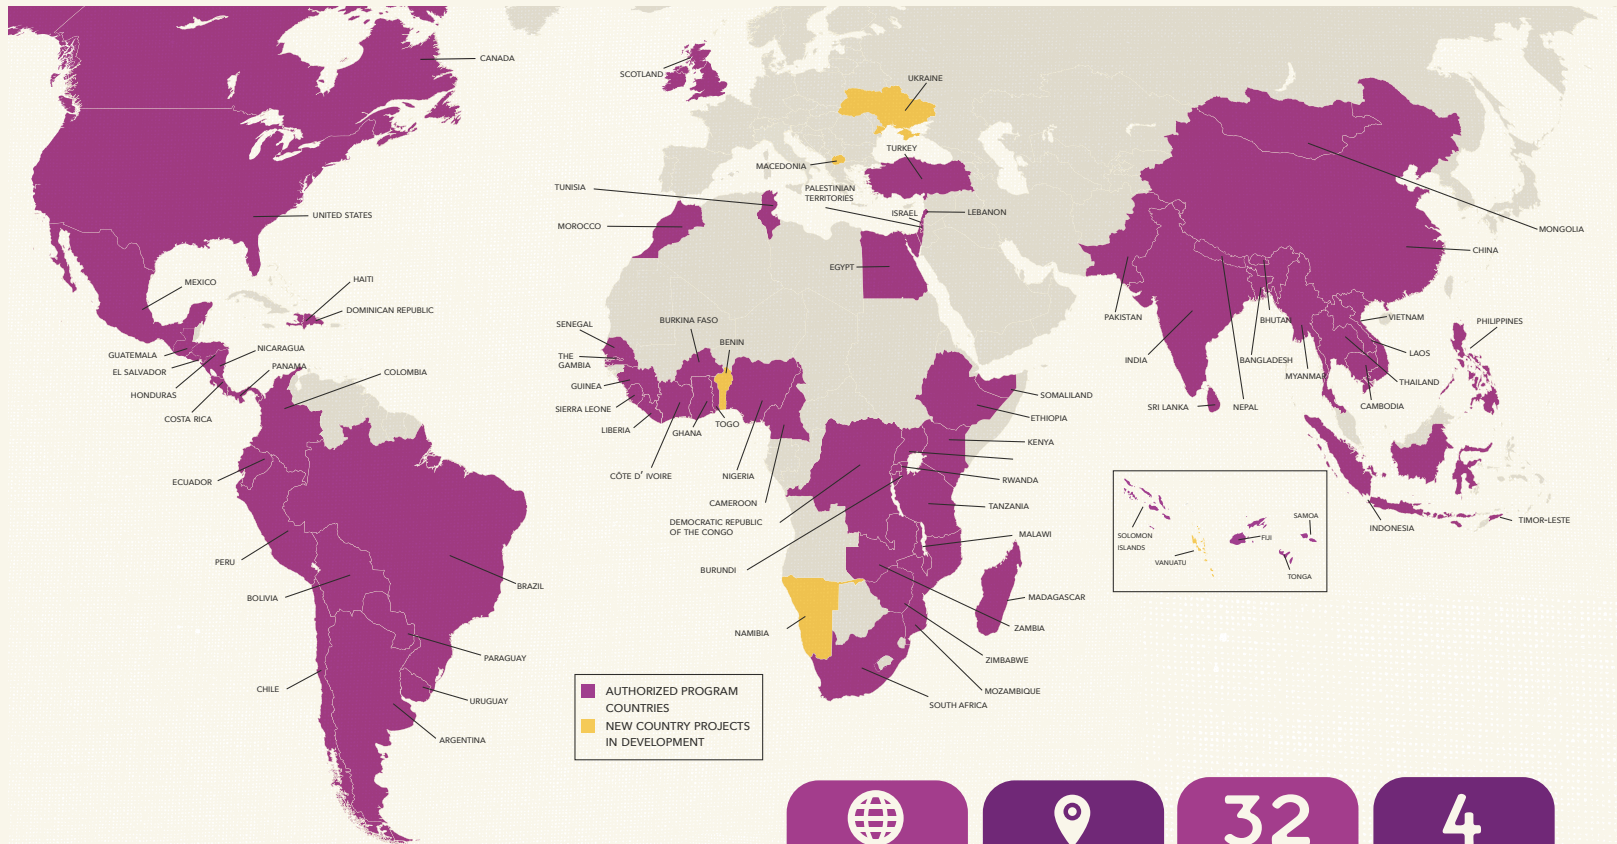 CANADA
UNITED STATES
MEXICO
HAITI
DOMINICAN REPUBLIC
GUATEMALA
NICARAGUA
EL SALVADOR
PANAMA
COLOMBIA
HONDURAS
COSTA RICA
ECUADOR
PERU
BOLIVIA
BRAZIL
PARAGUAY
CHILE
URUGUAY
ARGENTINA
SCOTLAND
UKRAINE
TURKEY
MACEDONIA
TUNISIA
PALESTINIAN
TERRITORIES
ISRAEL
LEBANON
MOROCCO
EGYPT
SENEGAL
BURKINA FASO
BENIN
THE
GAMBIA
GUINEA
SIERRA LEONE
LIBERIA
GHANA
TOGO
CÔTE D' IVOIRE
NIGERIA
CAMEROON
DEMOCRATIC REPUBLIC
OF THE CONGO
BURUNDI
NAMIBIA
SOMALILAND
ETHIOPIA
KENYA
RWANDA
TANZANIA
MALAWI
MADAGASCAR
ZAMBIA
ZIMBABWE
MOZAMBIQUE
SOUTH AFRICA
MONGOLIA
CHINA
PAKISTAN
BHUTAN
VIETNAM
PHILIPPINES
INDIA
BANGLADESH
LAOS
MYANMAR
THAILAND
SRI LANKA
NEPAL
CAMBODIA
INDONESIA
TIMOR-LESTE
SOLOMON
ISLANDS
VANUATU
FIJI
SAMOA
TONGA
AUTHORIZED PROGRAM
COUNTRIES
NEW COUNTRY PROJECTS
IN DEVELOPMENT
32
4